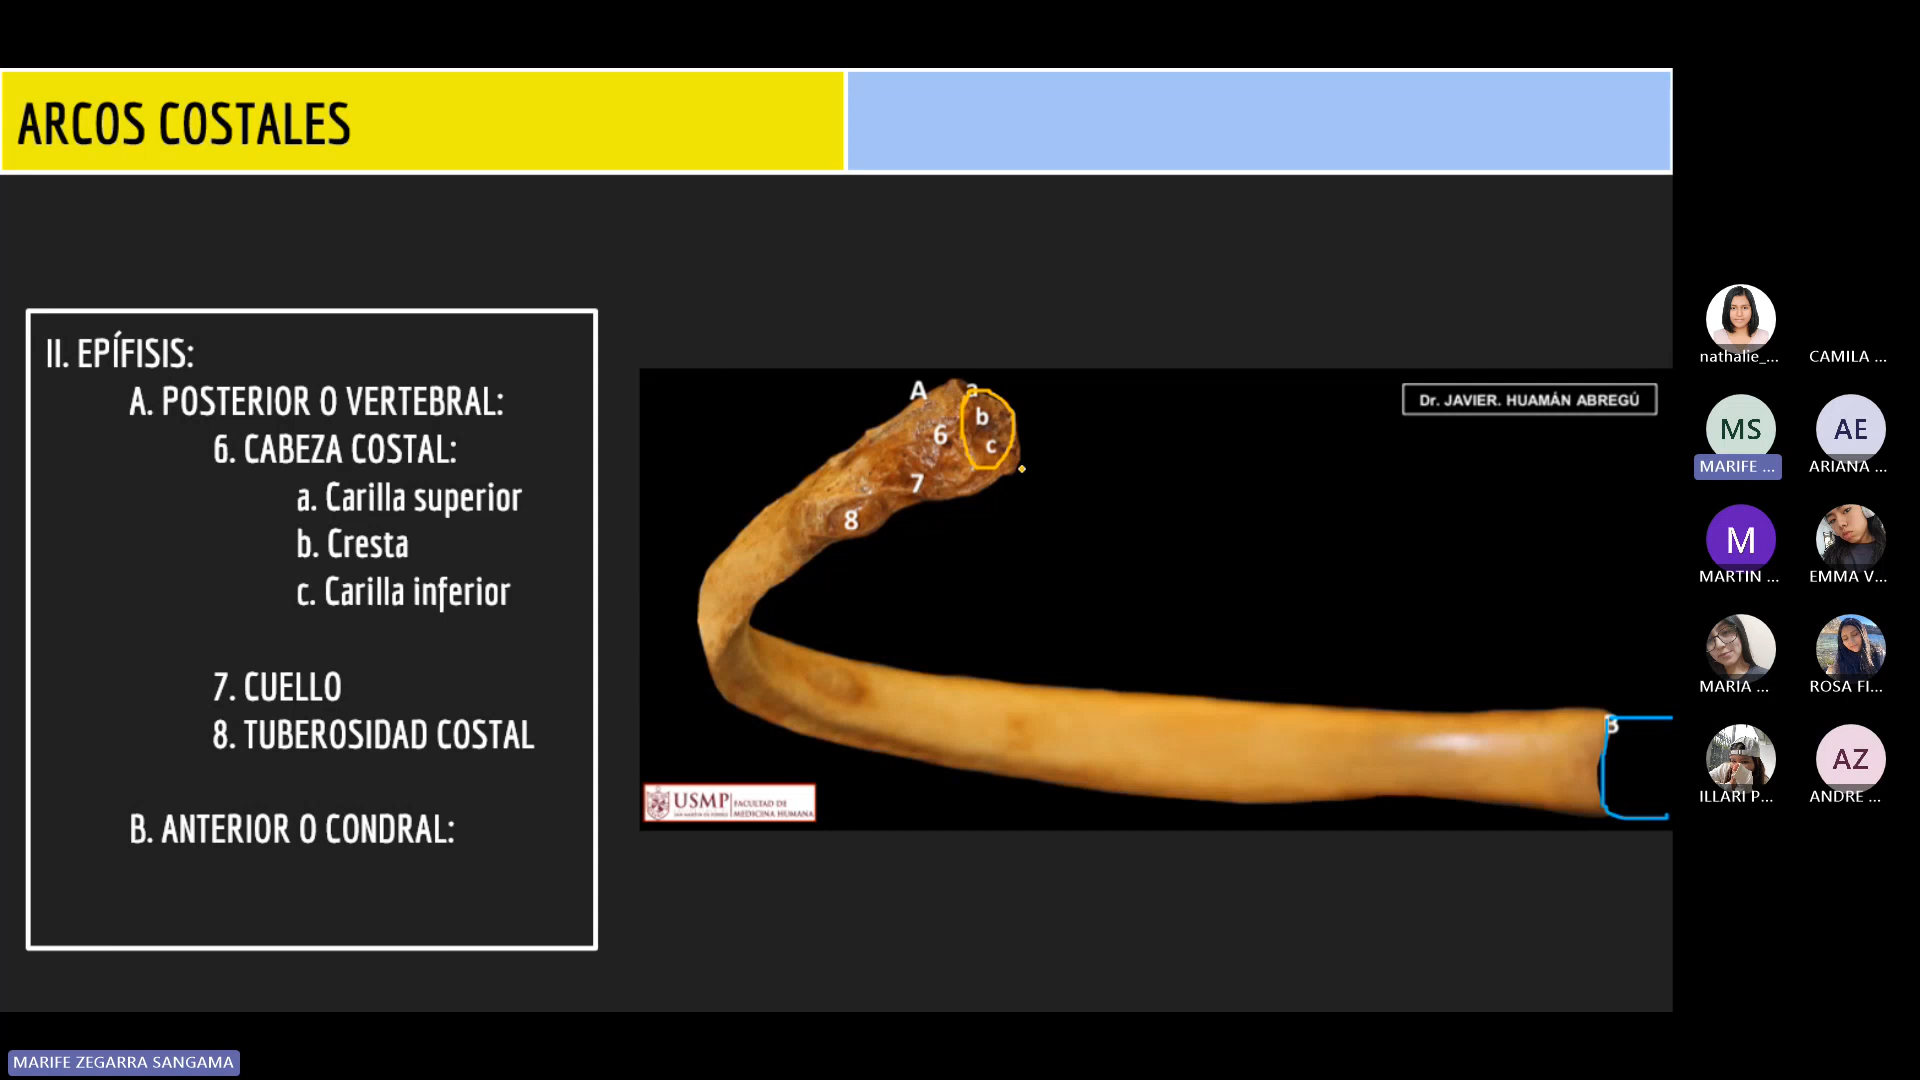 ARCOS COSTALES
II. EPÍFISIS:
A. POSTERIOR O VERTEBRAL:
6. CABEZA COSTAL:
a. Carilla superior
b. Cresta
c. Carilla inferior
7. CUELLO
8. TUBEROSIDAD COSTAL
B. ANTERIOR O CONDRAL:
Dr. JAVIER. HUAMÁN ABREGÚ
A
a
b
6
c
7
8
B
USMP
FACULTAD DE
MEDICINA HUMANA
nathalie_...
CAMILA ...
MS
MARIFE ...
AE
ARIANA ...
M
MARTIN ...
EMMA V...
MARIA ...
ROSA FI...
ILLARI P...
AZ
ANDRE ...
MARIFE ZEGARRA SANGAMA